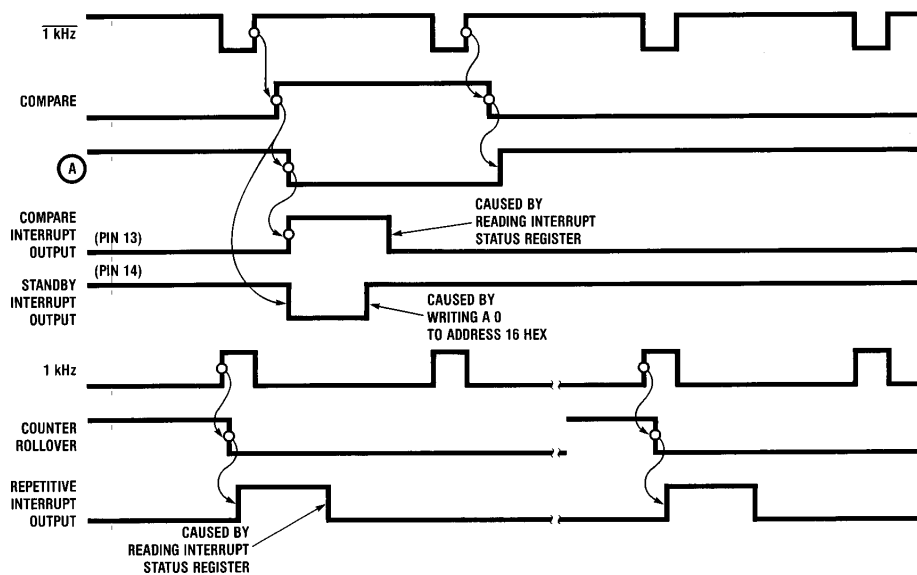 1 kHz
COMPARE
A
COMPARE
INTERRUPT
OUTPUT
(PIN 13)
CAUSED BY
READING INTERRUPT
STATUS REGISTER
(PIN 14)
STANDBY
INTERRUPT
OUTPUT
CAUSED BY
WRITING A 0
TO ADDRESS 16 HEX
1 kHz
COUNTER
ROLLOVER
REPETITIVE
INTERRUPT
OUTPUT
CAUSED BY
READING INTERRUPT
STATUS REGISTER